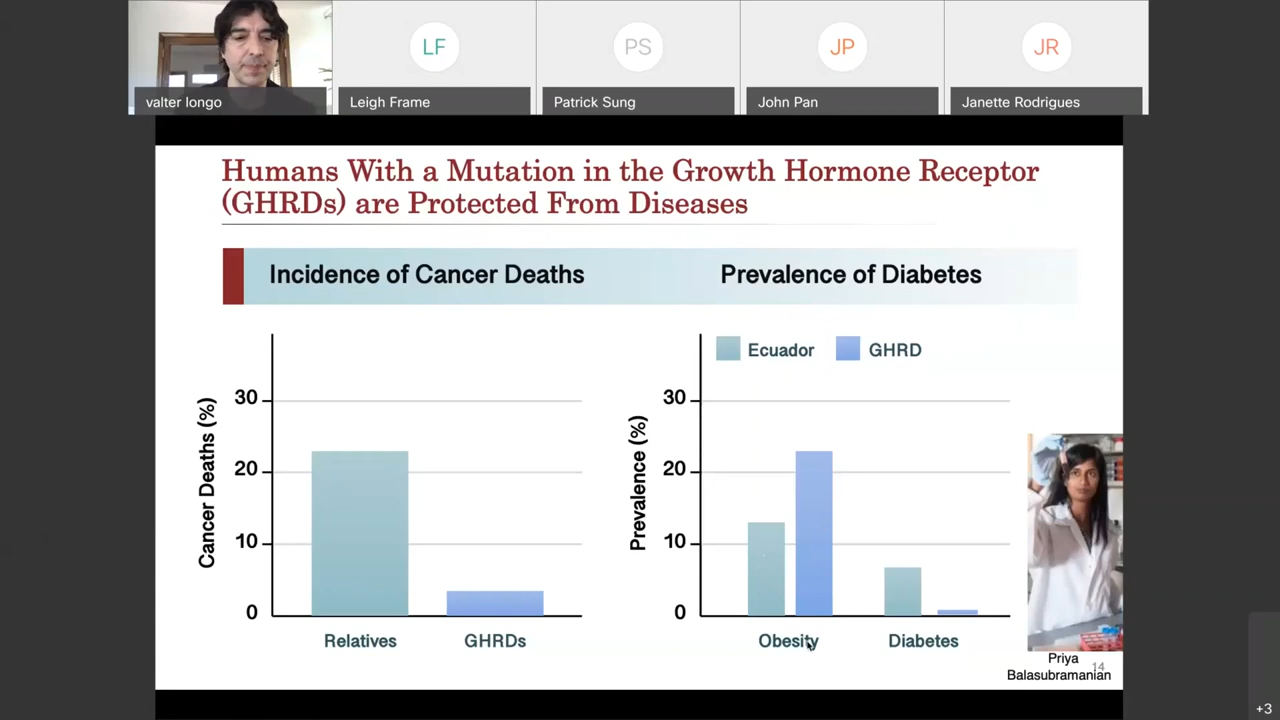 LF
PS
JP
JR
valter longo
Leigh Frame
Patrick Sung
John Pan
Janette Rodrigues
Humans With a Mutation in the Growth Hormone Receptor
(GHRDs) are Protected From Diseases
Incidence of Cancer Deaths
Prevalence of Diabetes
Cancer Deaths (%)
30
20
10
0
Relatives
GHRDs
Ecuador
GHRD
Prevalence (%)
30
20
10
0
Obesity
Diabetes
Priya
Balasubramanian
14
+3